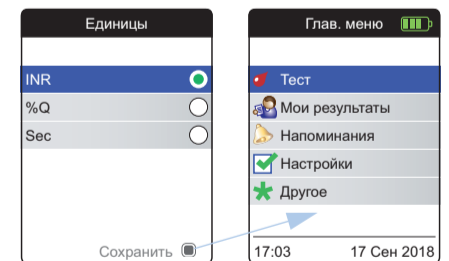 Единицы
INR
%Q
Sec
Сохранить
Глав. меню
Тест
Мои результаты
Напоминания
Настройки
Другое
17:03 17 Сен 2018